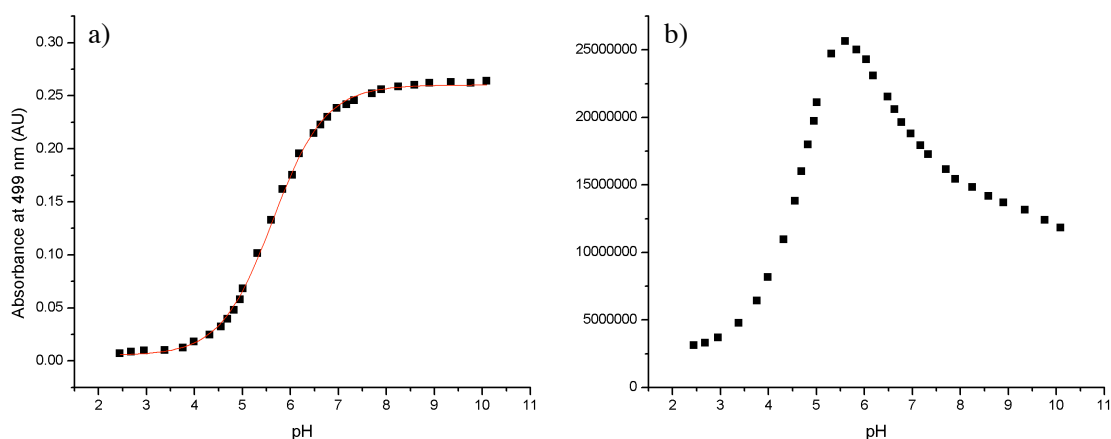 a)
Absorbance at 499 nm (AU)
0.30
0.25
0.20
0.15
0.10
0.05
0.00
2 3 4 5 6 7 8 9 10 11
pH
b)
25000000
20000000
15000000
10000000
5000000
0
2 3 4 5 6 7 8 9 10 11
pH